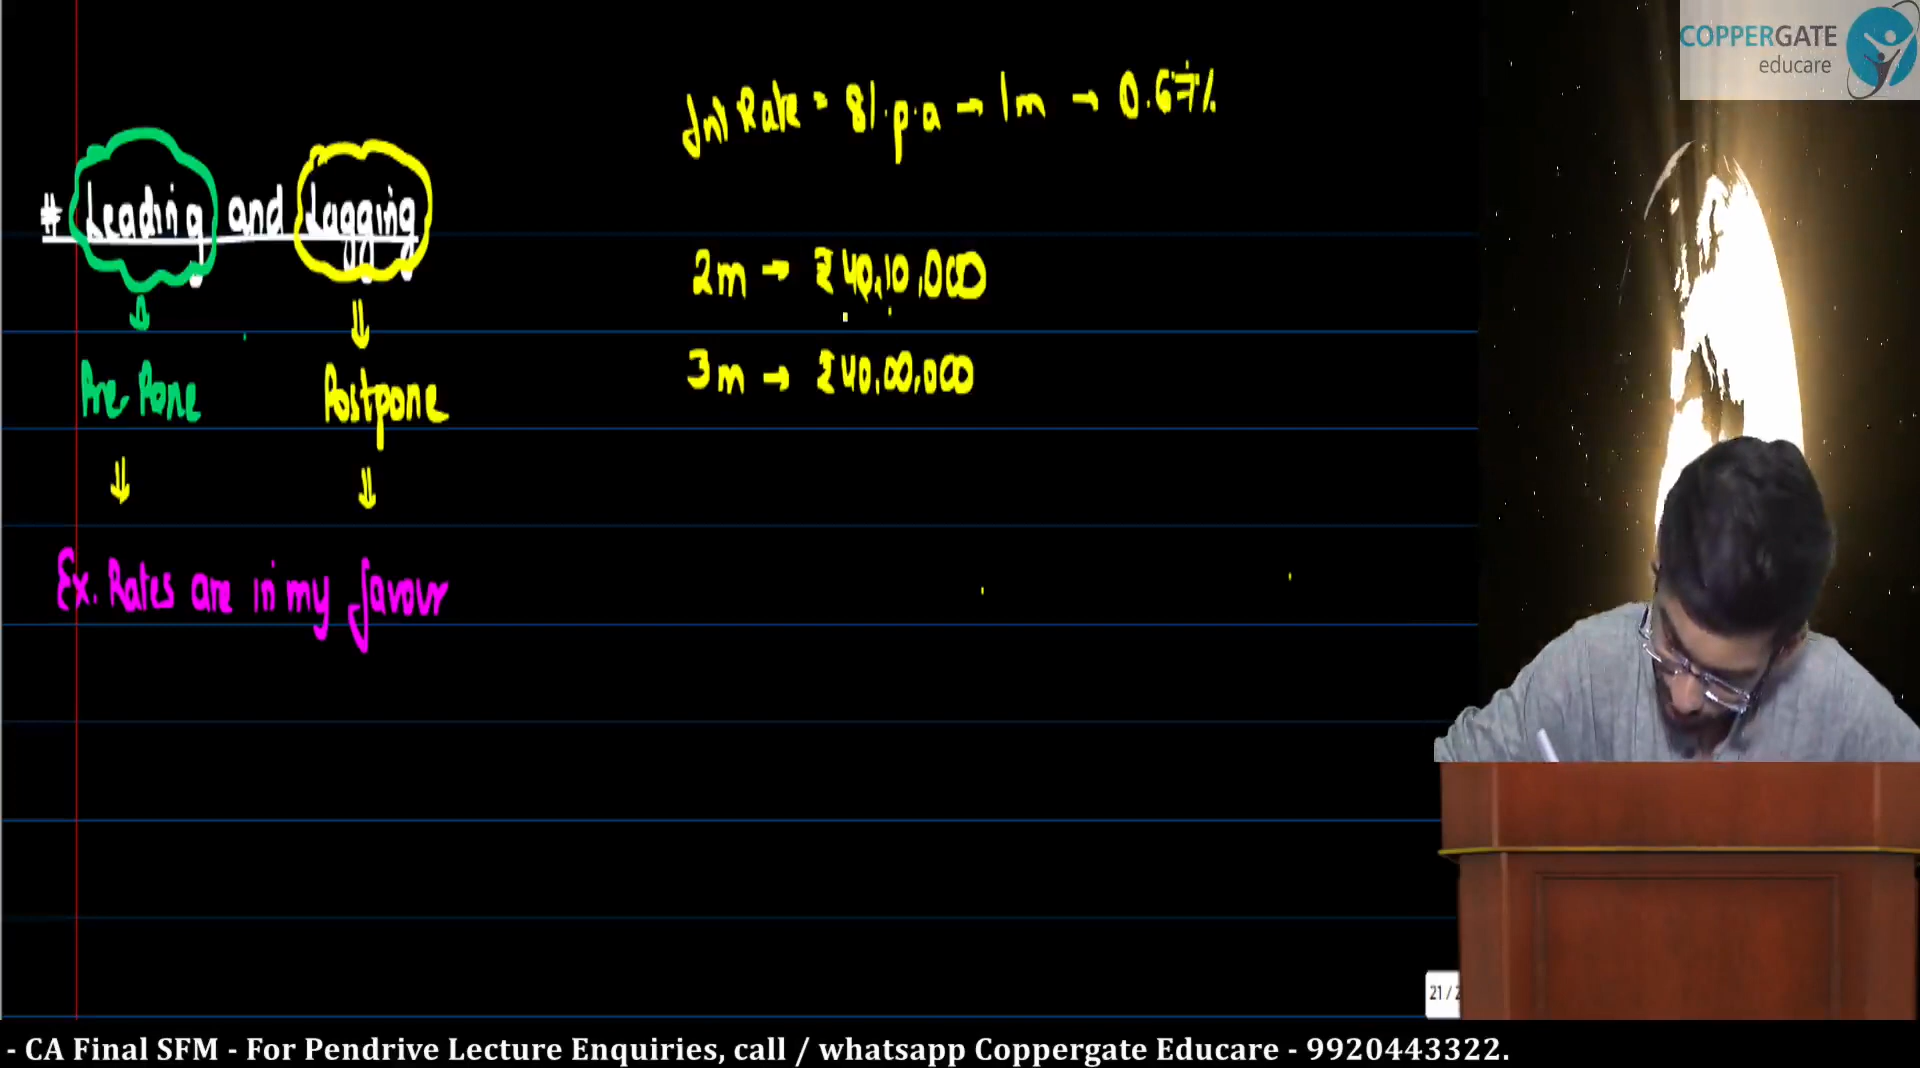 COPPERGATE
educare
Int Rate = 8% p.a → 1m → 0.67%
# Leading and Lagging
2m → ₹40,10,000
3m → ₹40,00,000
Pre Pone Postpone
Ex. Rates are in my favour
21 / 2
- CA Final SFM - For Pendrive Lecture Enquiries, call / whatsapp Coppergate Educare - 9920443322.